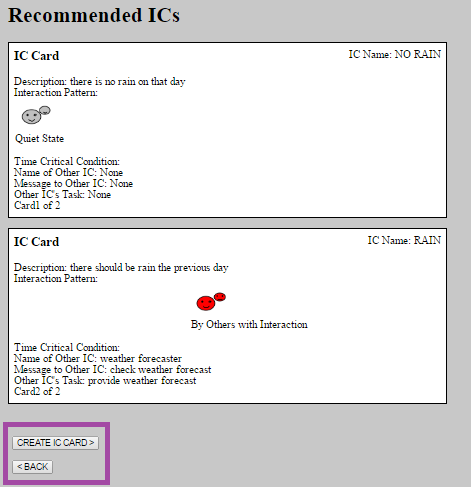 Recommended ICs
IC Card
IC Name: NO RAIN
Description: there is no rain on that day
Interaction Pattern:
Quiet State
Time Critical Condition:
Name of Other IC: None
Message to Other IC: None
Other IC's Task: None
Card1 of 2
IC Card
IC Name: RAIN
Description: there should be rain the previous day
Interaction Pattern:
By Others with Interaction
Time Critical Condition:
Name of Other IC: weather forecaster
Message to Other IC: check weather forecast
Other IC's Task: provide weather forecast
Card2 of 2
CREATE IC CARD >
< BACK